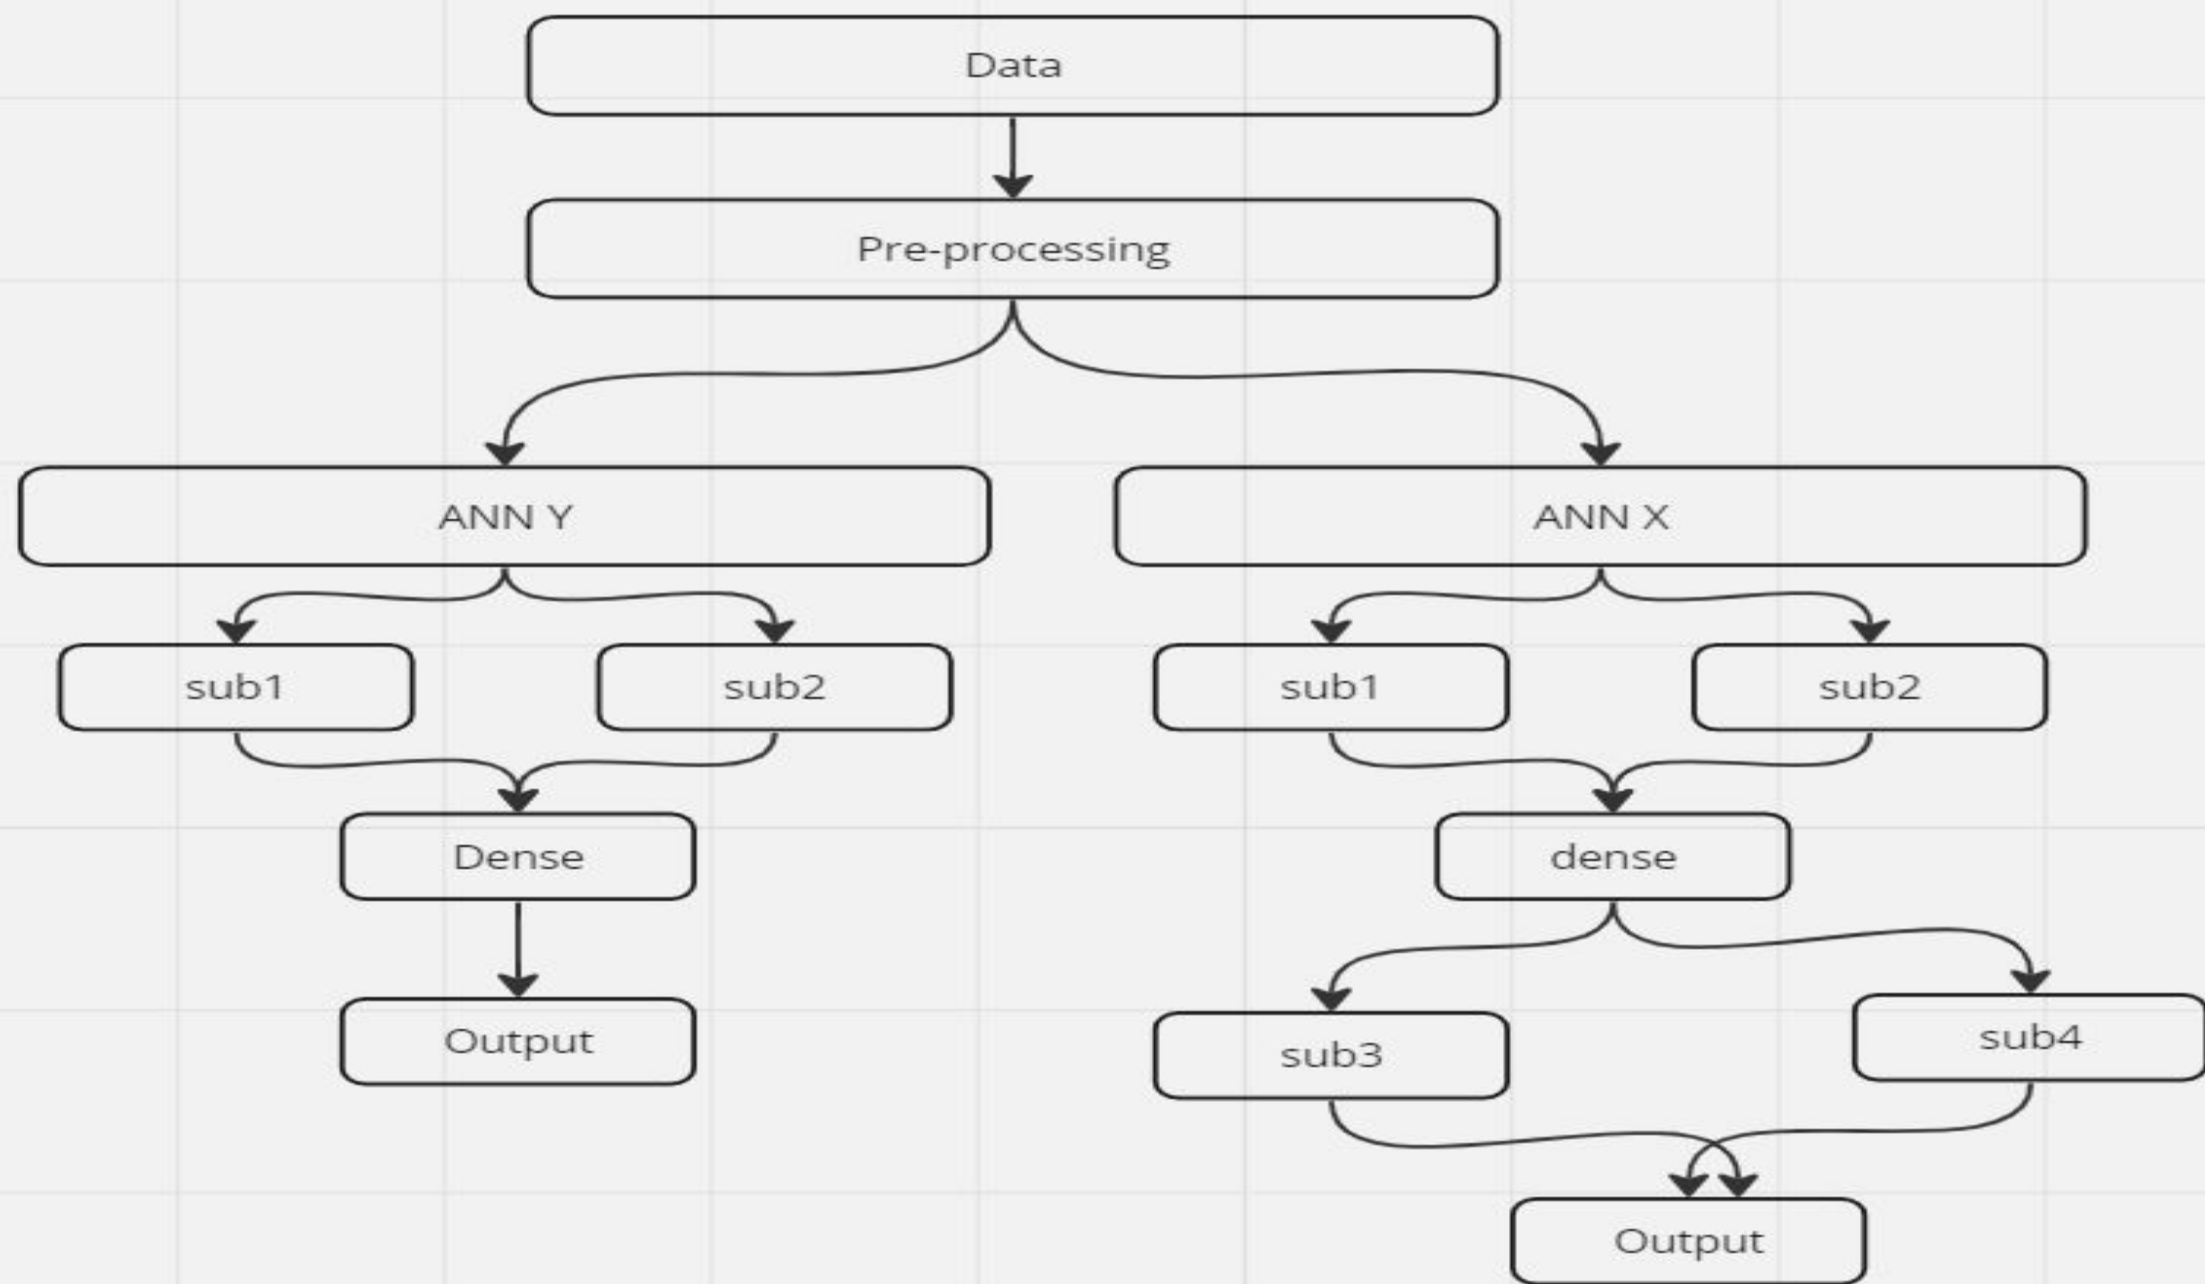 Data
Pre-processing
ANN Y
ANN X
sub1
sub2
sub1
sub2
Dense
dense
Output
sub3
sub4
Output